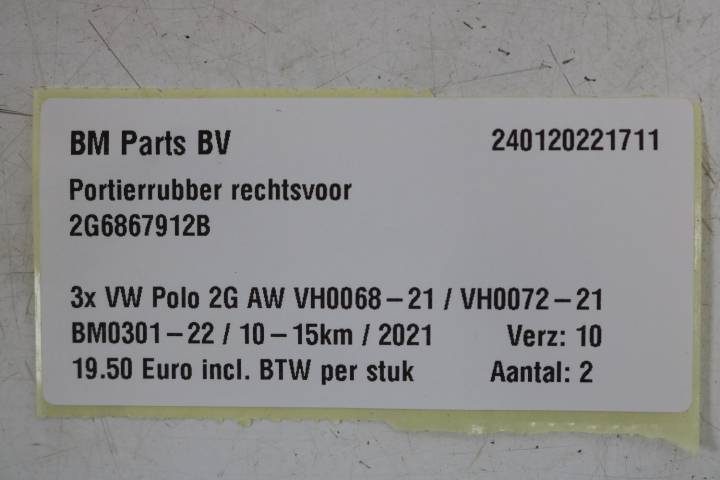 BM Parts BV 240120221711
Portierrubber rechtsvoor
2G6867912B
3x VW Polo 2G AW VH0068-21 / VH0072-21
BM0301-22 / 10-15km / 2021 Verz: 10
19.50 Euro incl. BTW per stuk Aantal: 2